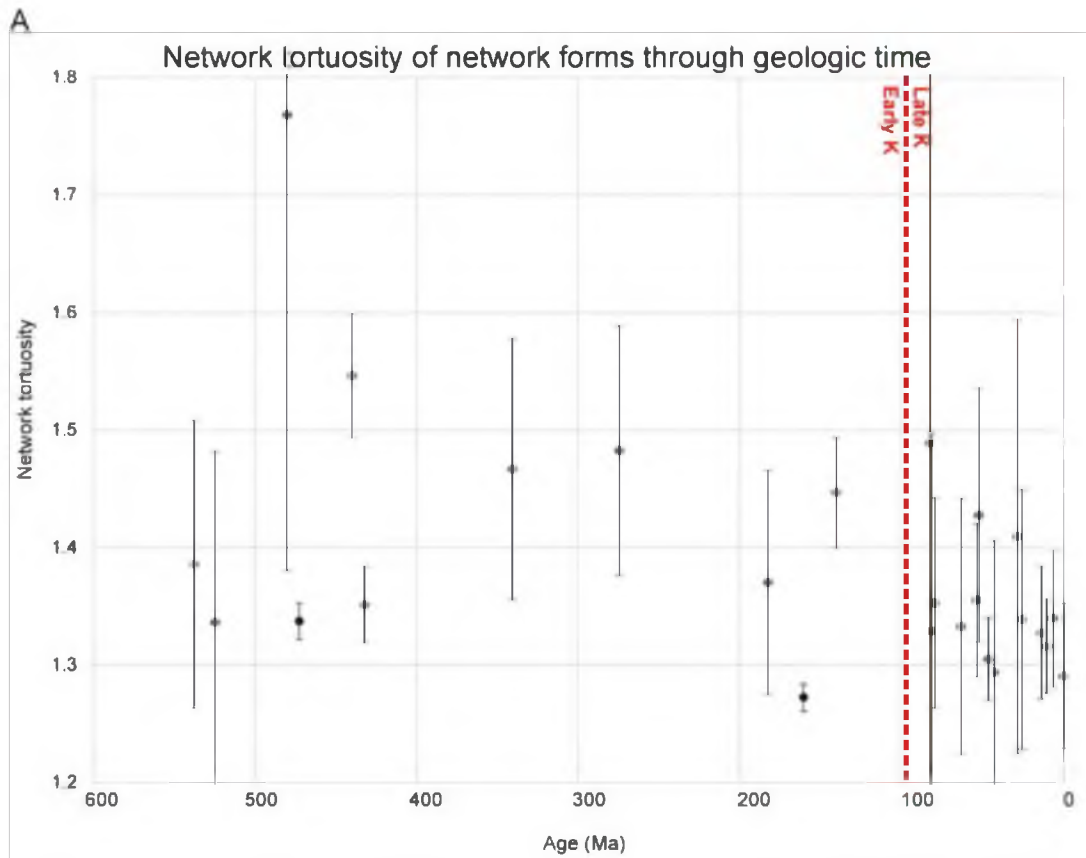 A
Network tortuosity of network forms through geologic time
1.8
1.7
1.6
1.5
1.4
1.3
1.2
Network tortuosity
Early K
Late K
600
500
400
300
200
100
0
Age (Ma)